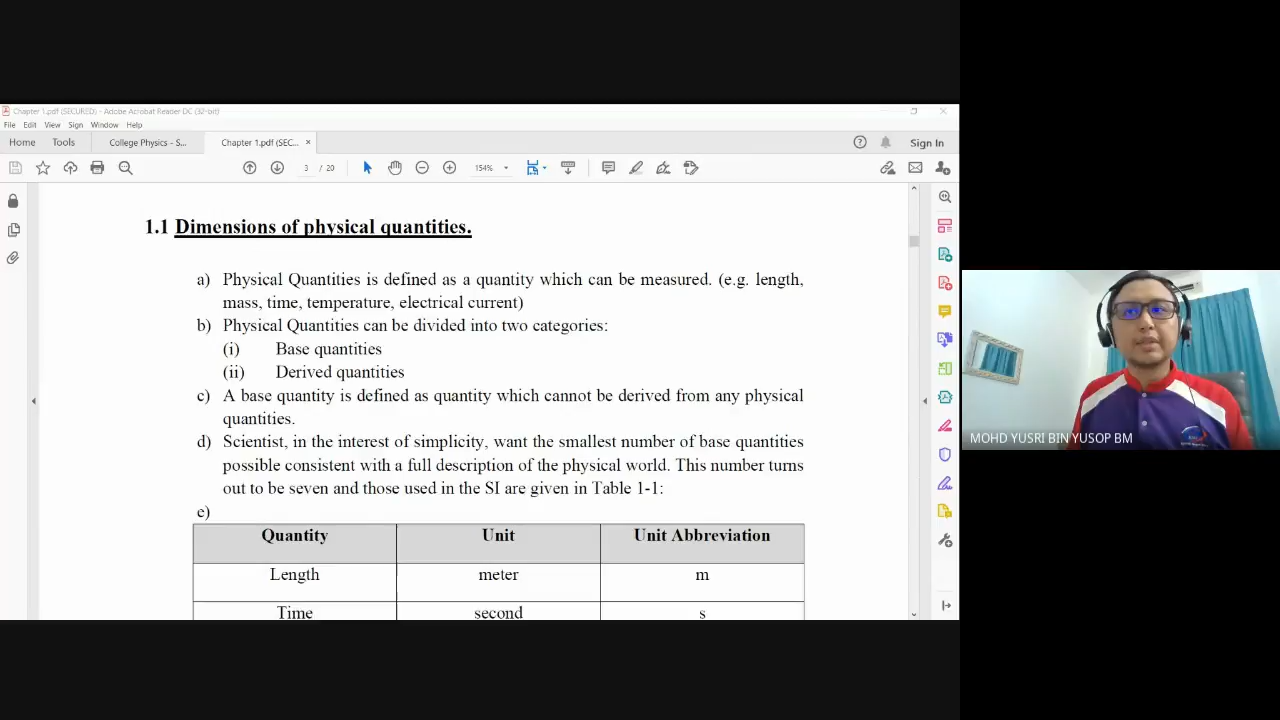 Chapter 1.pdf (SECURED) - Adobe Acrobat Reader DC (32-bit)
File Edit View Sign Window Help
Home Tools College Physics - S... Chapter 1.pdf (SEC... × Sign In
3 / 20 154%
1.1 Dimensions of physical quantities.
a) Physical Quantities is defined as a quantity which can be measured. (e.g. length,
mass, time, temperature, electrical current)
b) Physical Quantities can be divided into two categories:
(i) Base quantities
(ii) Derived quantities
c) A base quantity is defined as quantity which cannot be derived from any physical
quantities.
d) Scientist, in the interest of simplicity, want the smallest number of base quantities
possible consistent with a full description of the physical world. This number turns
out to be seven and those used in the SI are given in Table 1-1:
e)
Quantity Unit Unit Abbreviation
Length meter m
Time second s
MOHD YUSRI BIN YUSOP BM